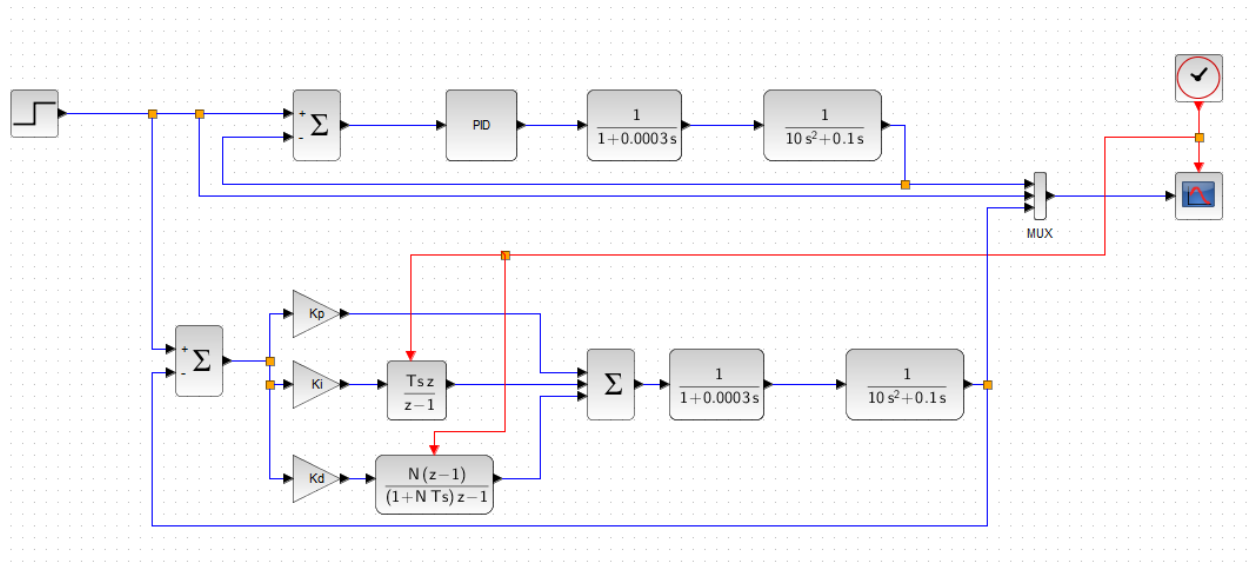 +
-
Σ
PID
1
1+0.0003s
1
10s²+0.1s
MUX
+
-
Σ
Kp
Ki
Kd
Ts z
z−1
N(z−1)
(1+N Ts)z−1
Σ
1
1+0.0003s
1
10s²+0.1s